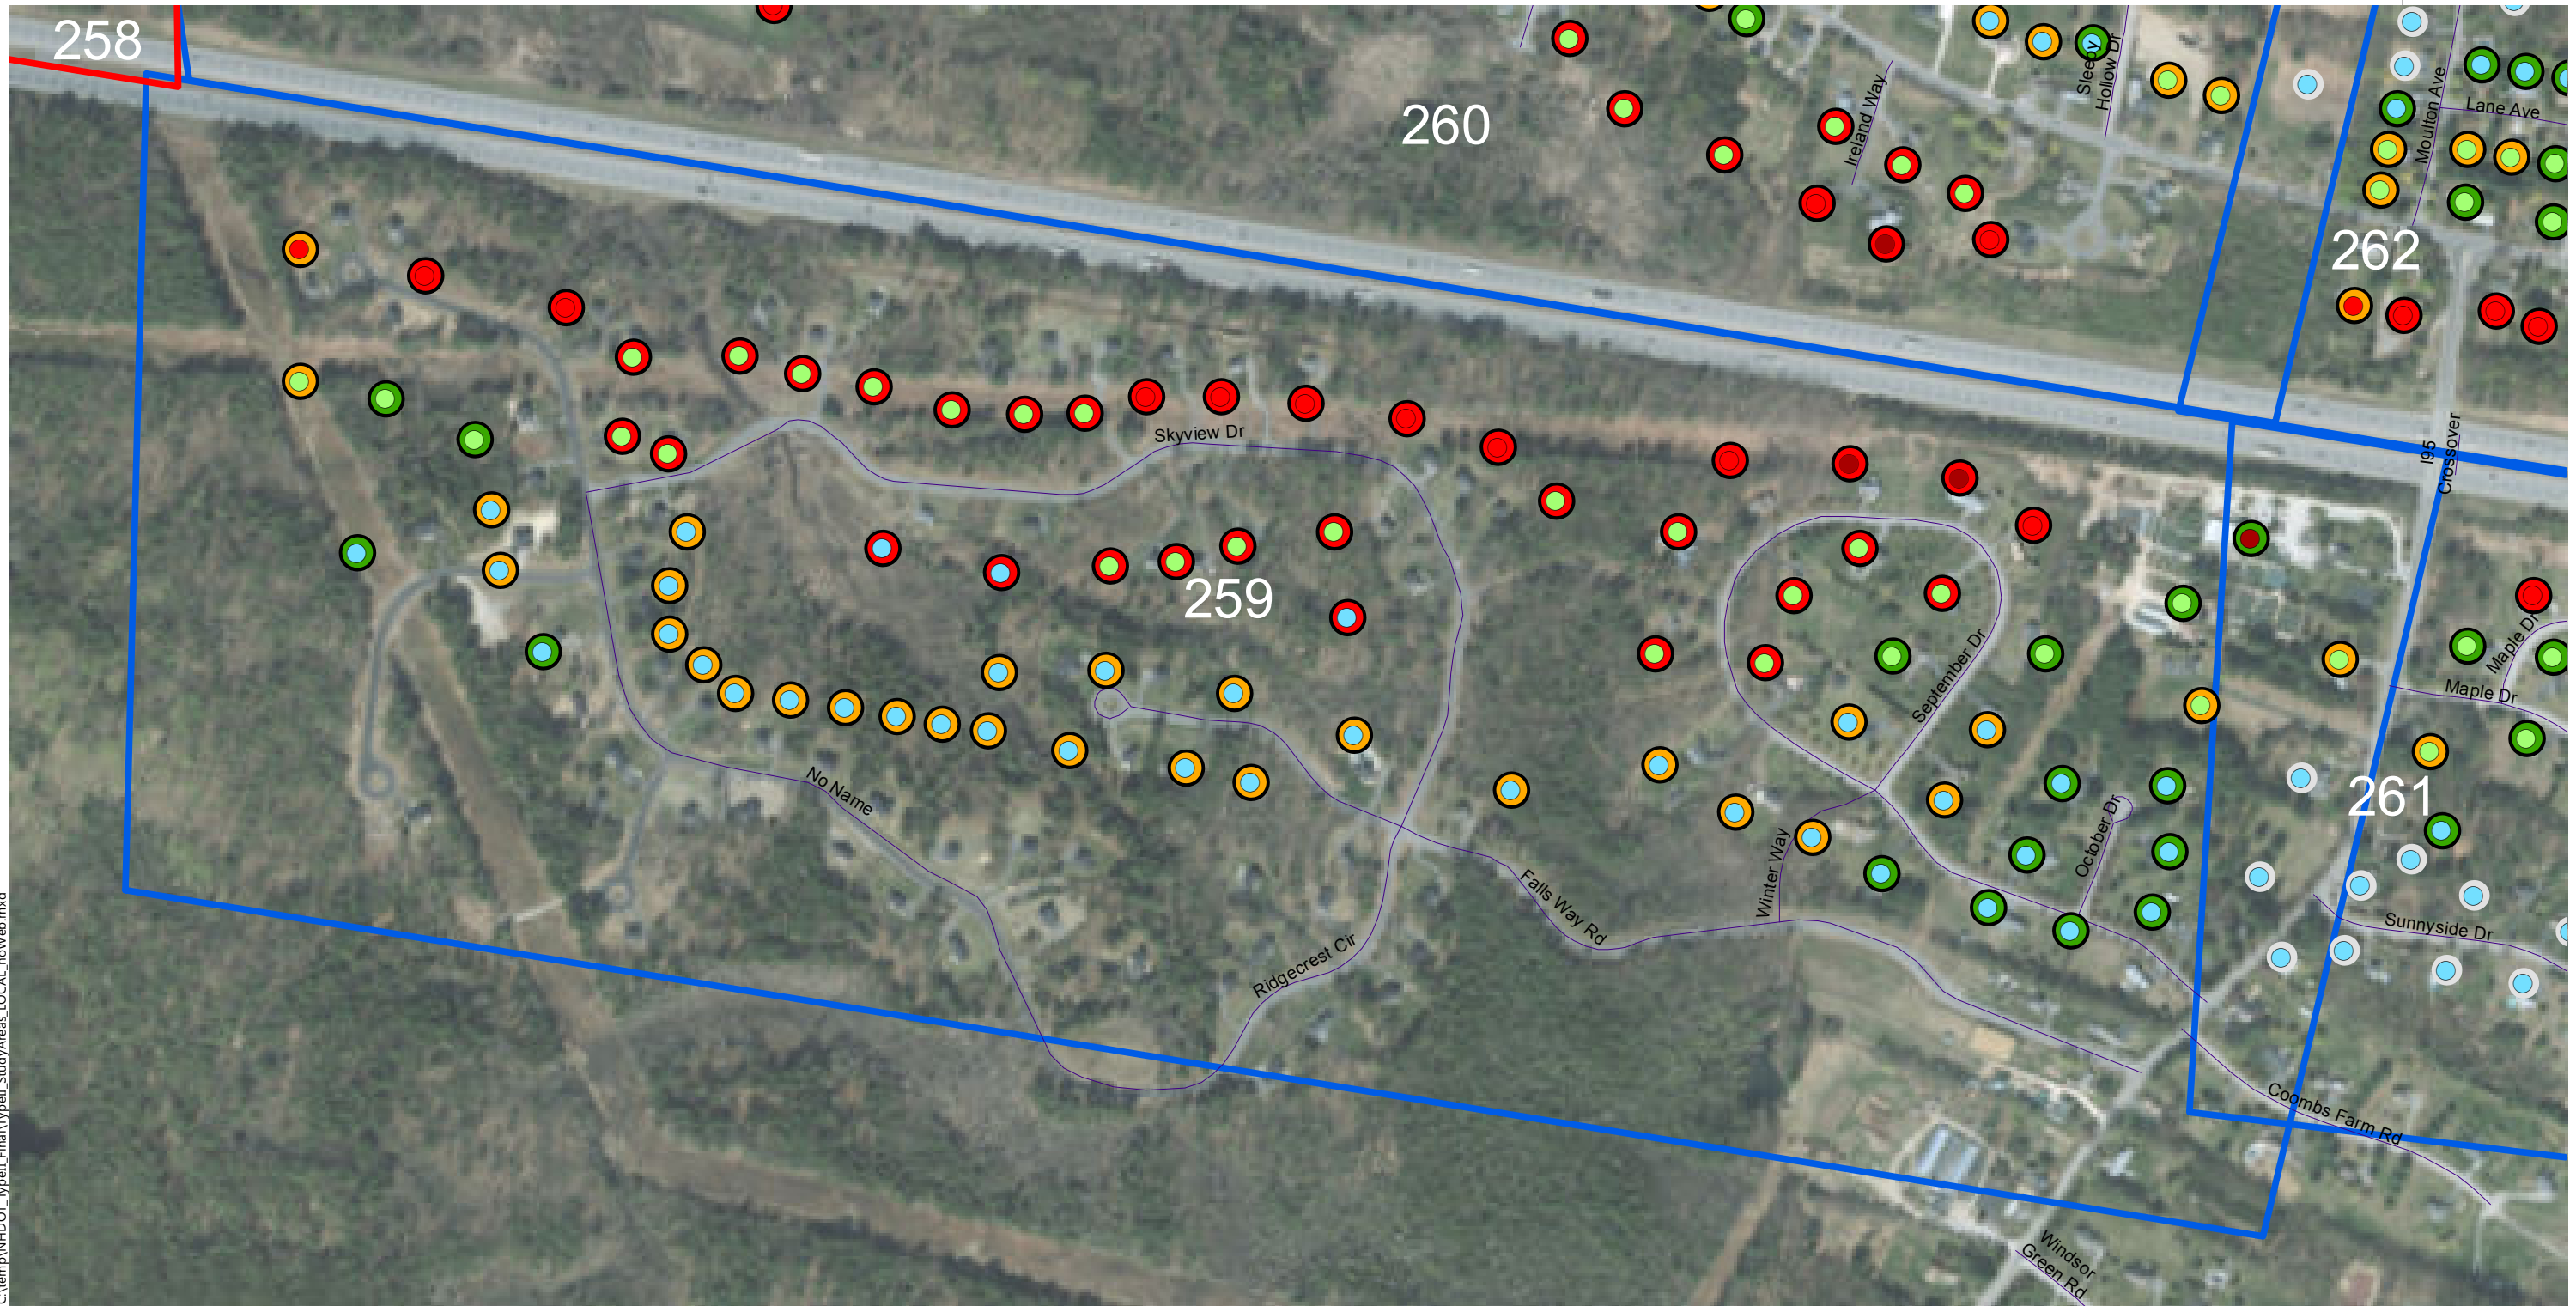 258
260
Ireland Way
Sleepy
Hollow Dr
Moulton Ave
Lane Ave
262
I95
Crossover
Skyview Dr
259
September Dr
Maple Dr
Maple Dr
No Name
261
October Dr
Winter Way
Falls Way Rd
Ridgecrest Cir
Sunnyside Dr
Coombs Farm Rd
Windsor
Green Rd